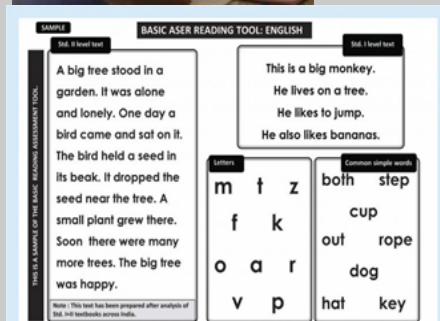 SAMPLE
BASIC ASER READING TOOL: ENGLISH
THIS IS A SAMPLE OF THE BASIC READING ASSESSMENT TOOL.
Std. II level text
A big tree stood in a
garden. It was alone
and lonely. One day a
bird came and sat on it.
The bird held a seed in
its beak. It dropped the
seed near the tree. A
small plant grew there.
Soon there were many
more trees. The big tree
was happy.
Note : This text has been prepared after analysis of
Std. I-II textbooks across India.
Std. I level text
This is a big monkey.
He lives on a tree.
He likes to jump.
He also likes bananas.
Letters
m t z
f k
o a r
v p
Common simple words
both step
cup
out rope
dog
hat key